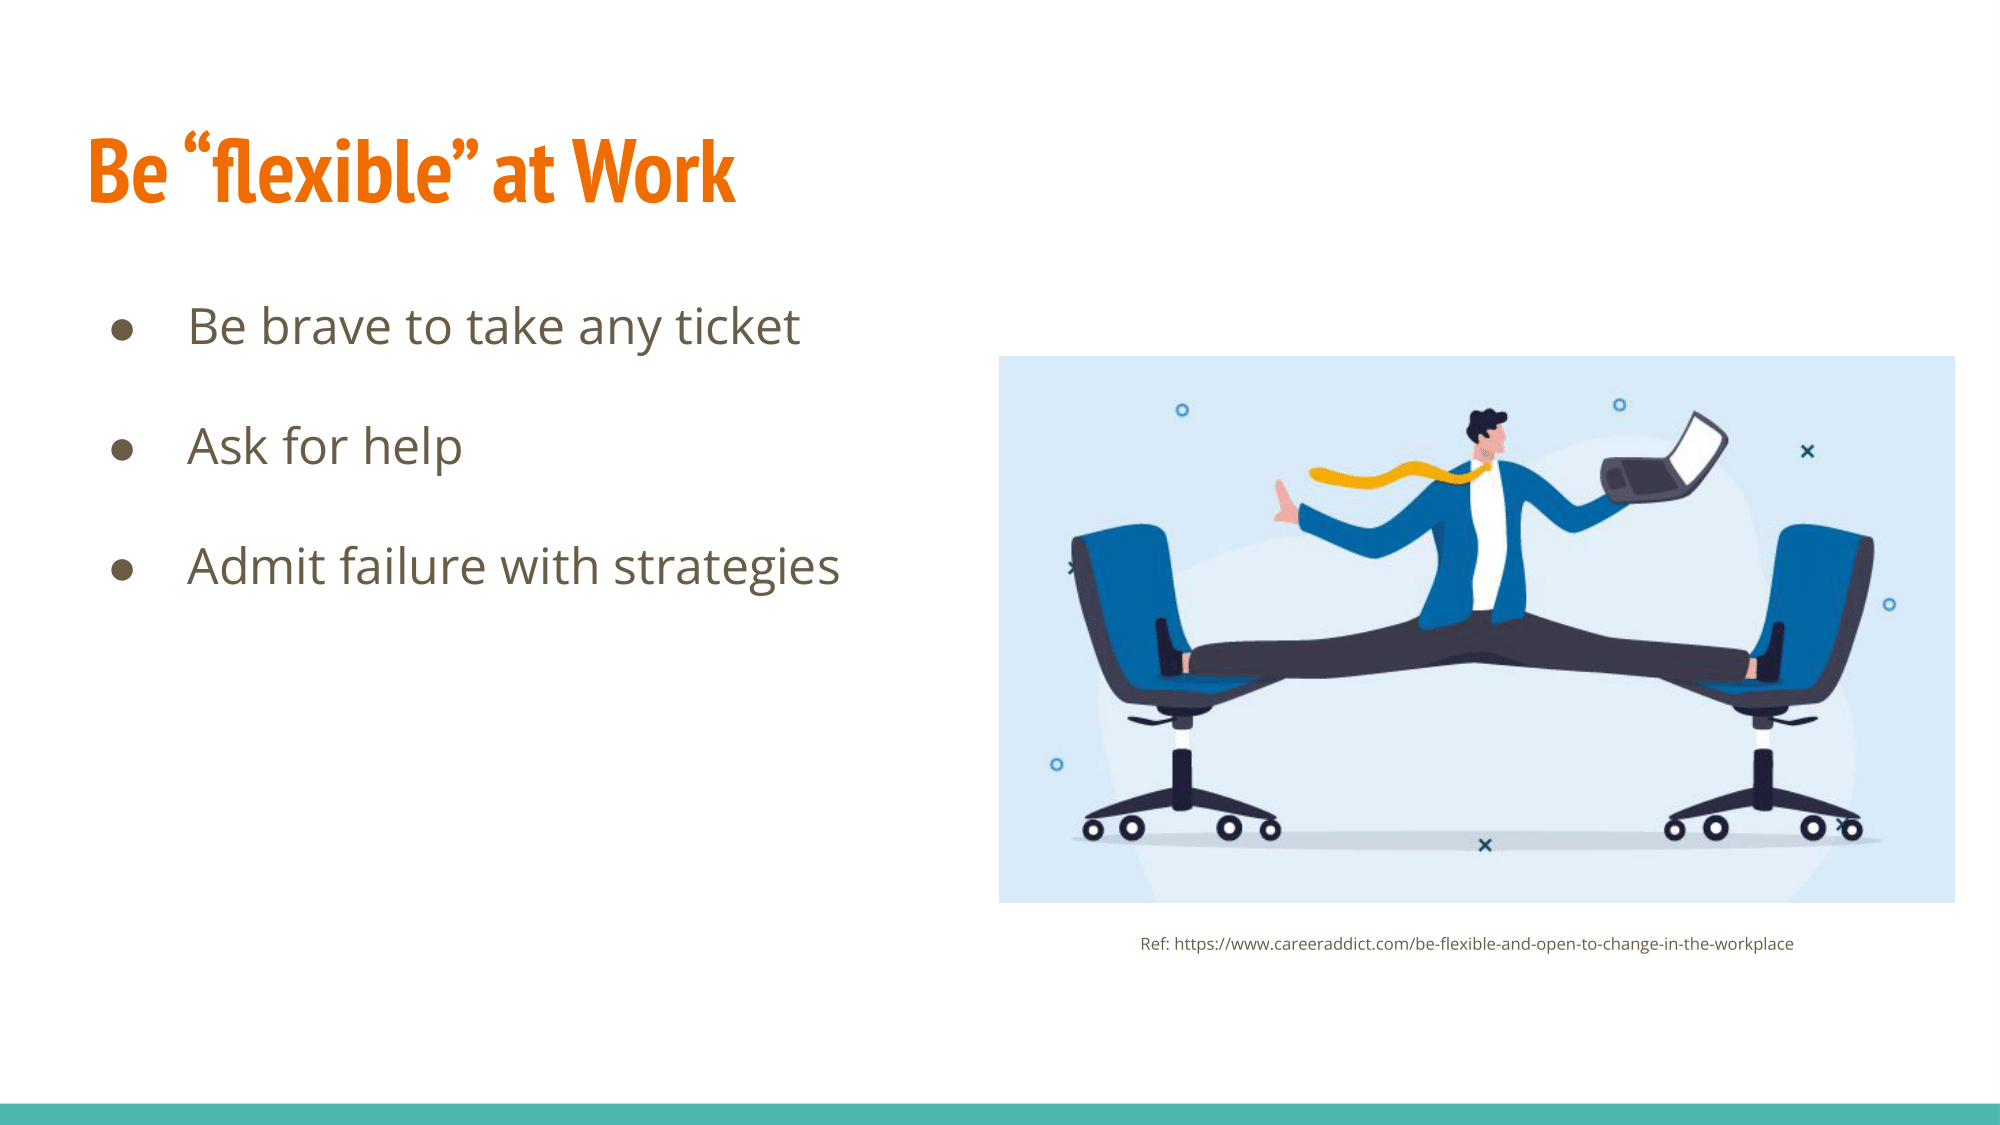 Be “flexible” at Work
● Be brave to take any ticket
● Ask for help
● Admit failure with strategies
Ref: https://www.careeraddict.com/be-flexible-and-open-to-change-in-the-workplace